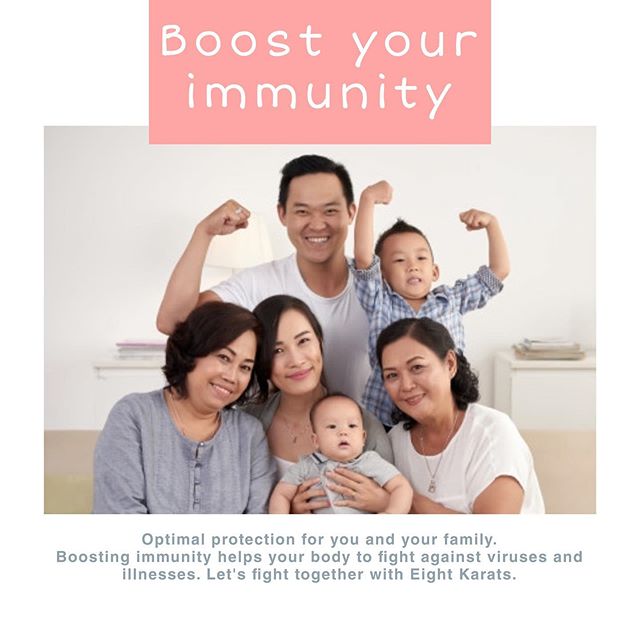 Boost your
immunity
Optimal protection for you and your family.
Boosting immunity helps your body to fight against viruses and
illnesses. Let's fight together with Eight Karats.